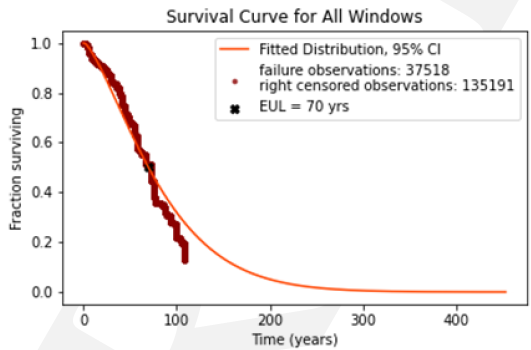 Survival Curve for All Windows
Fitted Distribution, 95% CI
failure observations: 37518
right censored observations: 135191
EUL = 70 yrs
Fraction surviving
1.0
0.8
0.6
0.4
0.2
0.0
0
100
200
300
400
Time (years)